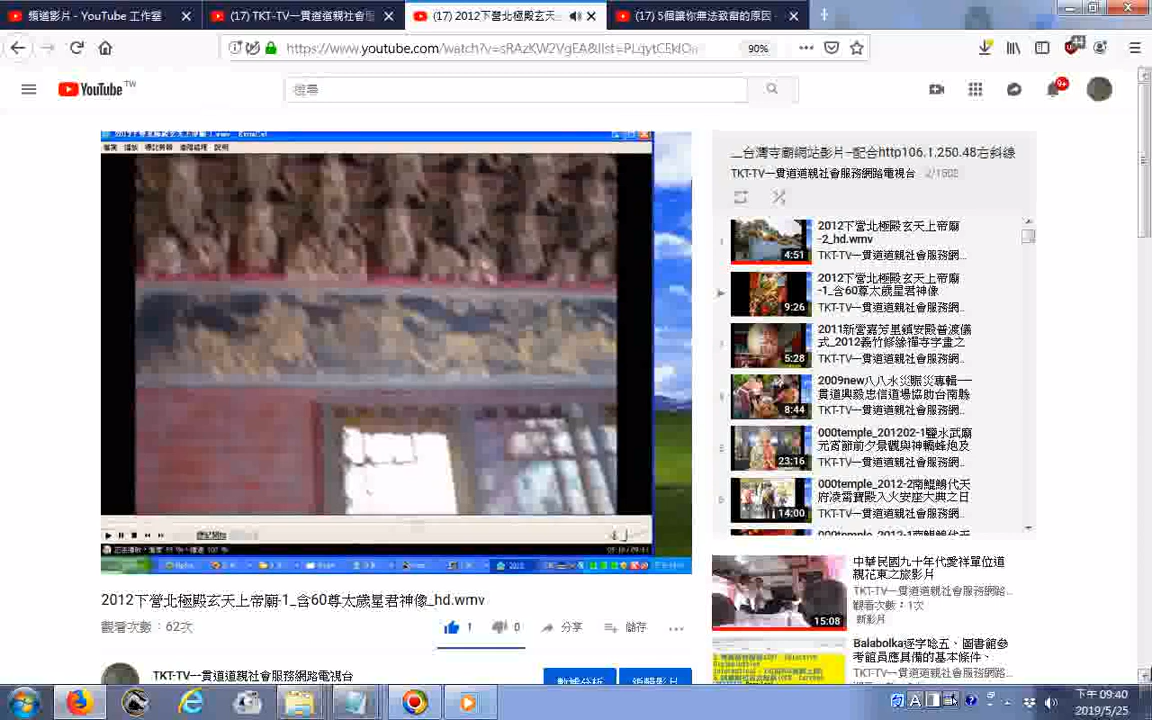 頻道影片 - YouTube 工作室
(17) TKT-TV一貫道道親社會
(17) 2012下營北極殿玄天
(17) 5個讓你無法致富的原因
https://www.youtube.com/watch?v=sRAzKW2VgEA&list=PLqytCEklO
90%
YouTube TW
搜尋
9+
說明
2012下營北極殿玄天上帝廟-1_含60尊太歲星君神像_hd.wmv
觀看次數：62次
1
0
分享
儲存
TKT-TV一貫道道親社會服務網路電視台
數據分析
編輯影片
_台灣寺廟網站影片-配合http106.1.250.48右斜線
TKT-TV一貫道道親社會服務網路電視台
2012下營北極殿玄天上帝廟
-2_hd.wmv
TKT-TV一貫道道親社會服務網...
4:51
2012下營北極殿玄天上帝廟
-1_含60尊太歲星君神像
TKT-TV一貫道道親社會服務網...
9:26
2011新營嘉芳里鎮安殿普渡儀
式_2012義竹修緣禪寺字畫之
TKT-TV一貫道道親社會服務網...
5:28
2009new八八水災賑災專輯一
貫道興毅忠信道場協助台南縣
TKT-TV一貫道道親社會服務網...
8:44
000temple_201202-1鹽水武廟
元宵節前夕景觀與神轎蜂炮及
TKT-TV一貫道道親社會服務網...
23:16
000temple_2012-2南鯤鯓代天
府凌霄寶殿入火安座大典之日
TKT-TV一貫道道親社會服務網...
14:00
000temple_2012-1南鯤鯓代天
中華民國九十年代愛祥單位道
親花東之旅影片
TKT-TV一貫道道親社會服務網路...
觀看次數：1次
新影片
15:08
Balabolka逐字唸五、圖書館參
考館員應具備的基本條件、
TKT-TV一貫道道親社會服務網路...
下午 09:40
2019/5/25